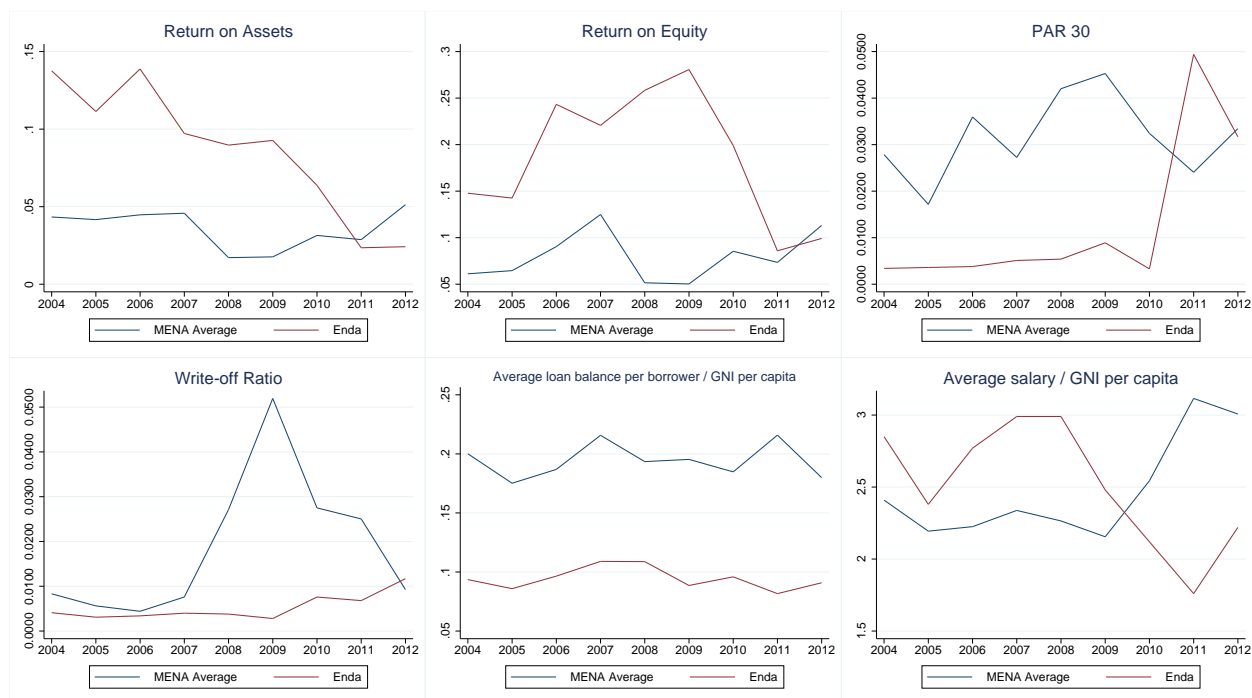 Return on Assets
.15
.1
.05
0
2004 2005 2006 2007 2008 2009 2010 2011 2012
MENA Average Enda
Return on Equity
.3
.25
.2
.15
.1
.05
2004 2005 2006 2007 2008 2009 2010 2011 2012
MENA Average Enda
PAR 30
0.0500
0.0400
0.0300
0.0200
0.0100
0.0000
2004 2005 2006 2007 2008 2009 2010 2011 2012
MENA Average Enda
Write-off Ratio
0.0500
0.0400
0.0300
0.0200
0.0100
0.0000
2004 2005 2006 2007 2008 2009 2010 2011 2012
MENA Average Enda
Average loan balance per borrower / GNI per capita
.25
.2
.15
.1
.05
2004 2005 2006 2007 2008 2009 2010 2011 2012
MENA Average Enda
Average salary / GNI per capita
3
2.5
2
1.5
2004 2005 2006 2007 2008 2009 2010 2011 2012
MENA Average Enda